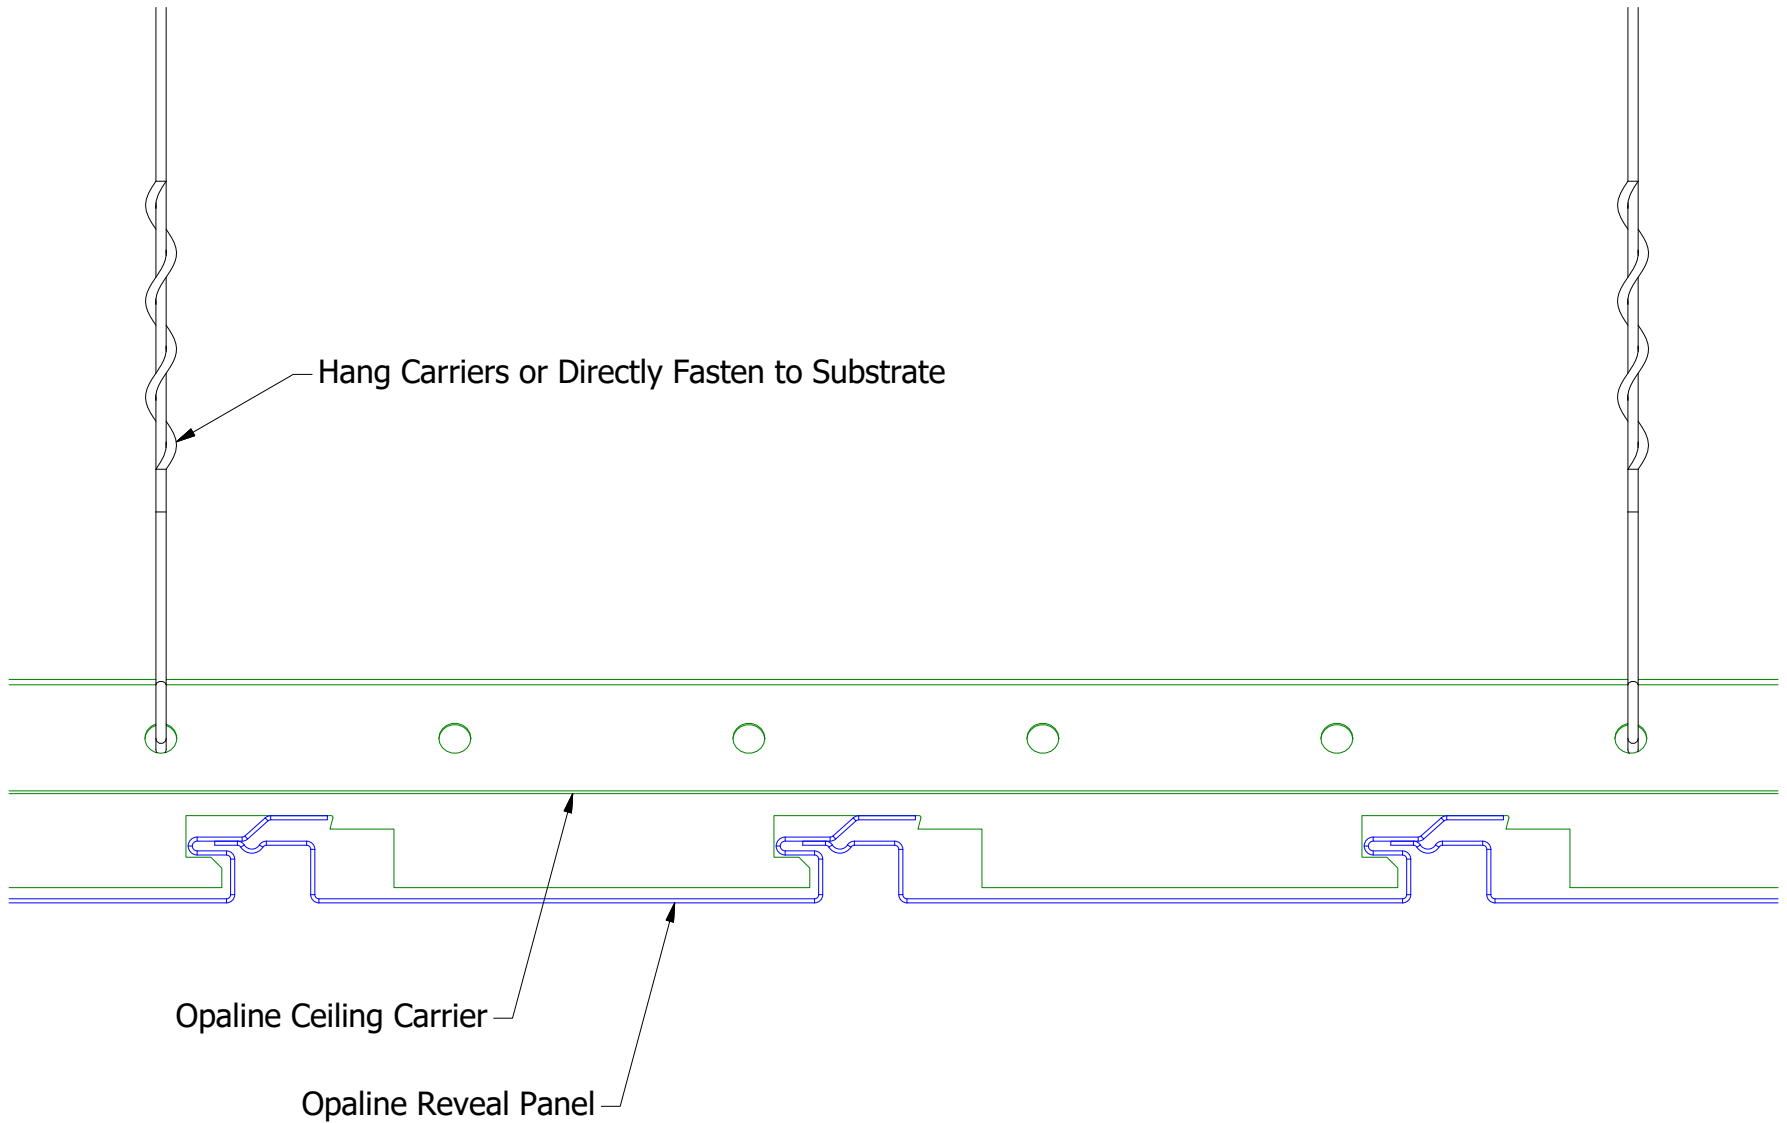 Hang Carriers or Directly Fasten to Substrate
Opaline Ceiling Carrier
Opaline Reveal Panel